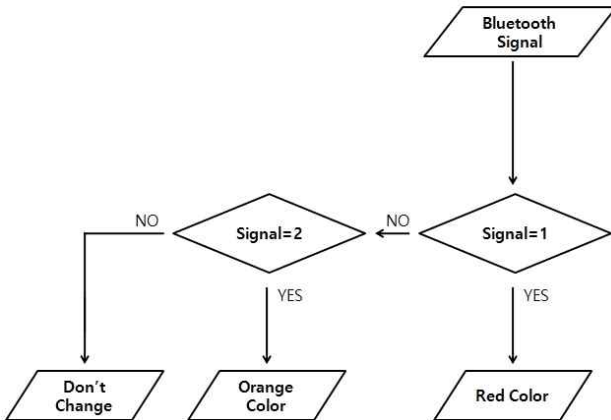 Bluetooth
Signal
NO
Signal=2
NO
Signal=1
YES
YES
Don't
Change
Orange
Color
Red Color